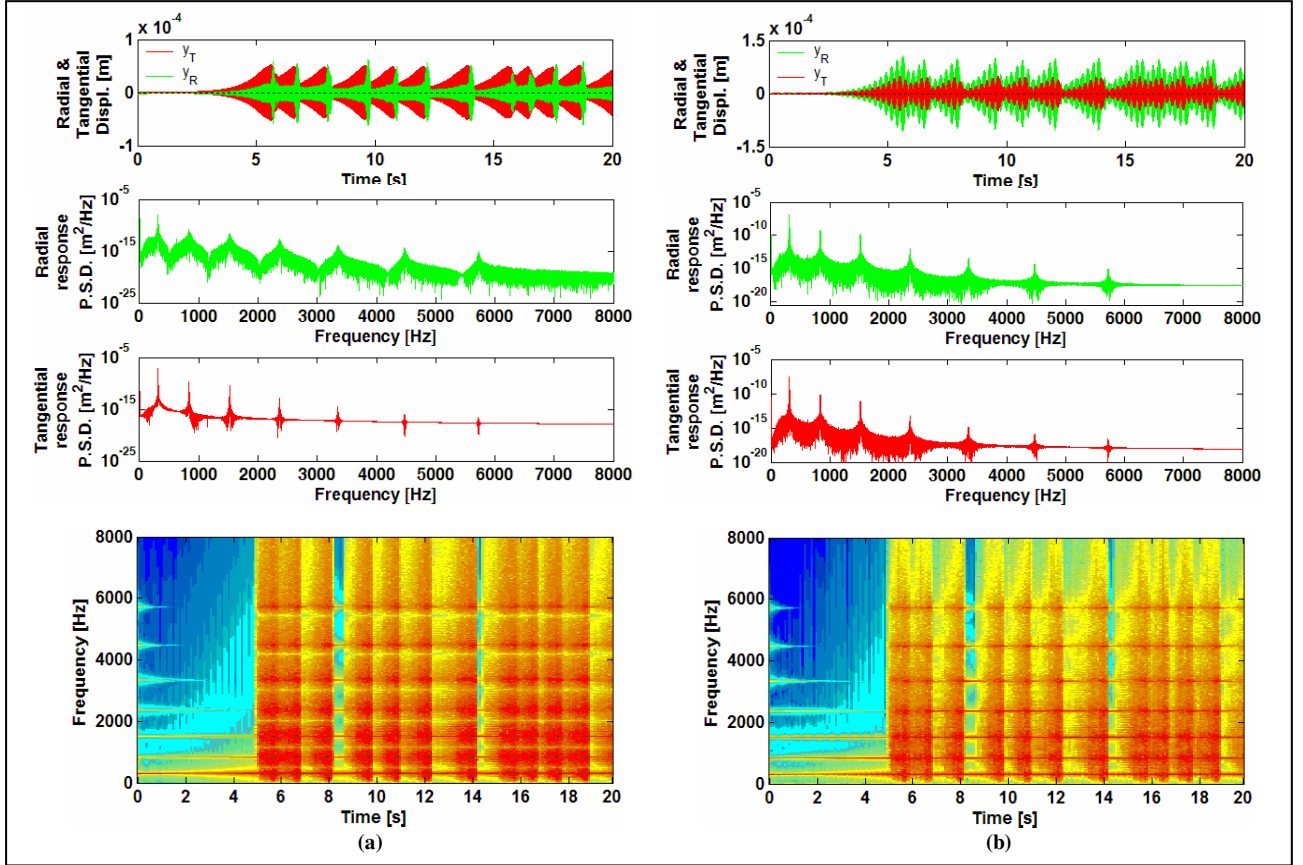 x 10^-4
Radial &
Tangential
Displ. [m]
1
0
-1
y_T
y_R
0 5 10 15 20
Time [s]
Radial
response
P.S.D. [m^2/Hz]
10^-5
10^-15
10^-25
0 1000 2000 3000 4000 5000 6000 7000 8000
Frequency [Hz]
Tangential
response
P.S.D. [m^2/Hz]
10^-5
10^-15
10^-25
0 1000 2000 3000 4000 5000 6000 7000 8000
Frequency [Hz]
Frequency [Hz]
8000
6000
4000
2000
0
0 2 4 6 8 10 12 14 16 18 20
Time [s]
(a)
x 10^-4
Radial &
Tangential
Displ. [m]
1.5
0
-1.5
y_R
y_T
0 5 10 15 20
Time [s]
Radial
response
P.S.D. [m^2/Hz]
10^-5
10^-10
10^-15
10^-20
0 1000 2000 3000 4000 5000 6000 7000 8000
Frequency [Hz]
Tangential
response
P.S.D. [m^2/Hz]
10^-5
10^-10
10^-15
10^-20
0 1000 2000 3000 4000 5000 6000 7000 8000
Frequency [Hz]
Frequency [Hz]
8000
6000
4000
2000
0
0 2 4 6 8 10 12 14 16 18 20
Time [s]
(b)